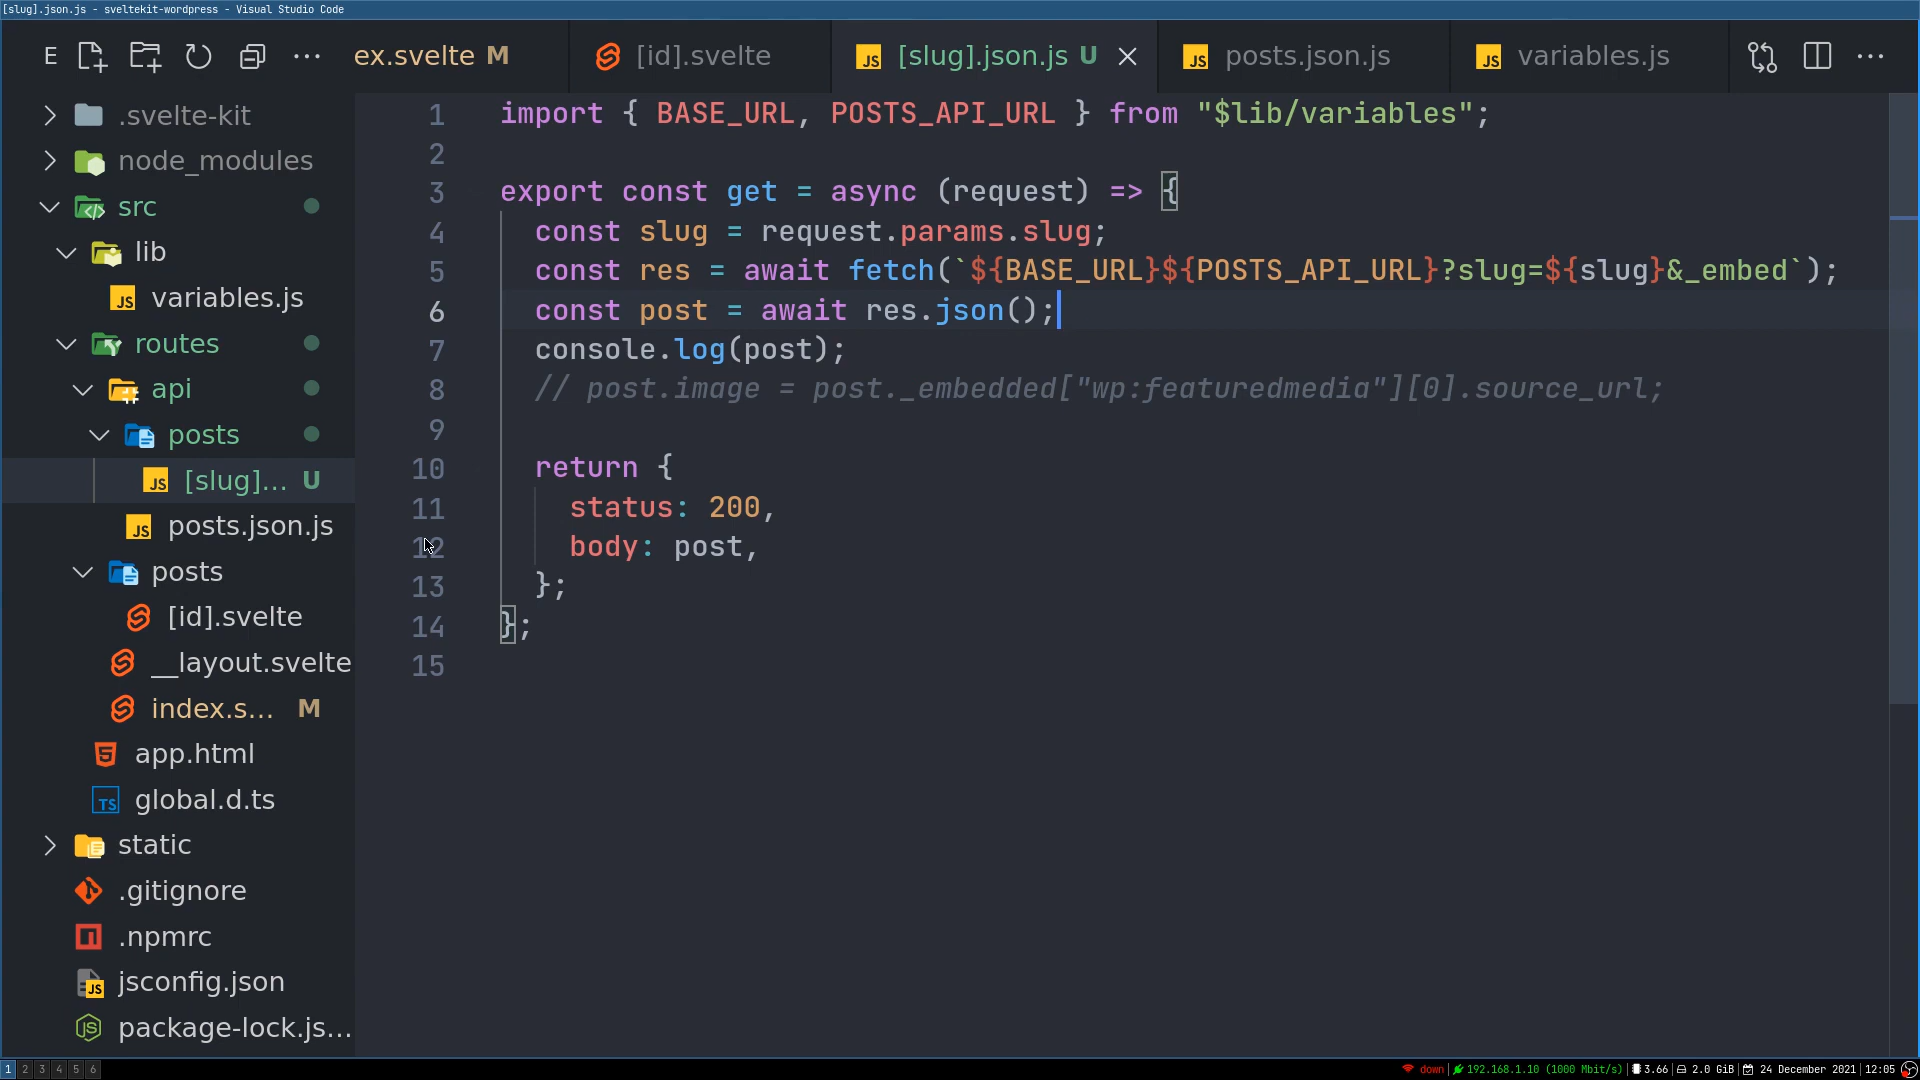 [slug].json.js - sveltekit-wordpress - Visual Studio Code
E
ex.svelte M
[id].svelte
[slug].json.js U
posts.json.js
variables.js
.svelte-kit
node_modules
src
lib
variables.js
routes
api
posts
[slug]... U
posts.json.js
posts
[id].svelte
__layout.svelte
index.s... M
app.html
global.d.ts
static
.gitignore
.npmrc
jsconfig.json
package-lock.js...
1 import { BASE_URL, POSTS_API_URL } from "$lib/variables";
2
3 export const get = async (request) => {
4 const slug = request.params.slug;
5 const res = await fetch(`${BASE_URL}${POSTS_API_URL}?slug=${slug}&_embed`);
6 const post = await res.json();
7 console.log(post);
8 // post.image = post._embedded["wp:featuredmedia"][0].source_url;
9
10 return {
11 status: 200,
12 body: post,
13 };
14 };
15
1 2 3 4 5 6
down 192.168.1.10 (1000 Mbit/s) 3.66 2.0 GiB 24 December 2021 12:05